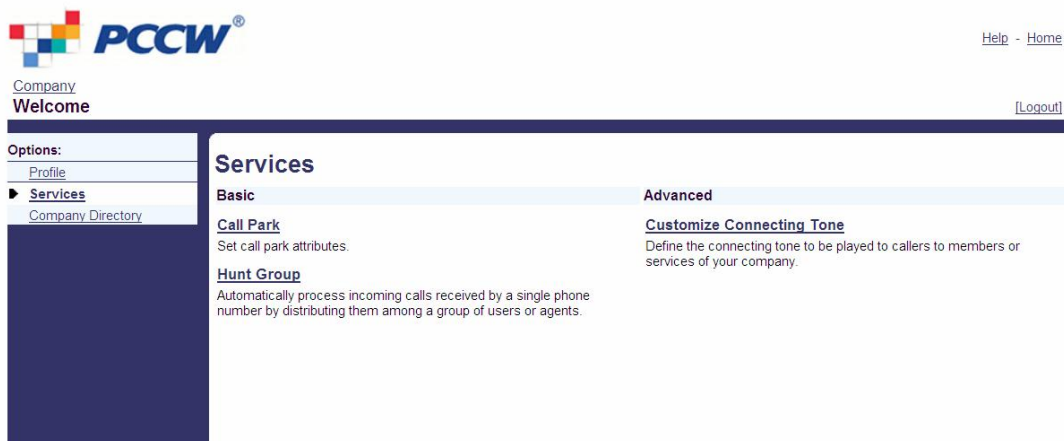 PCCW®
Help - Home
Company
Welcome
[Logout]
Options:
Profile
Services
Company Directory
Services
Basic
Call Park
Set call park attributes.
Hunt Group
Automatically process incoming calls received by a single phone
number by distributing them among a group of users or agents.
Advanced
Customize Connecting Tone
Define the connecting tone to be played to callers to members or
services of your company.